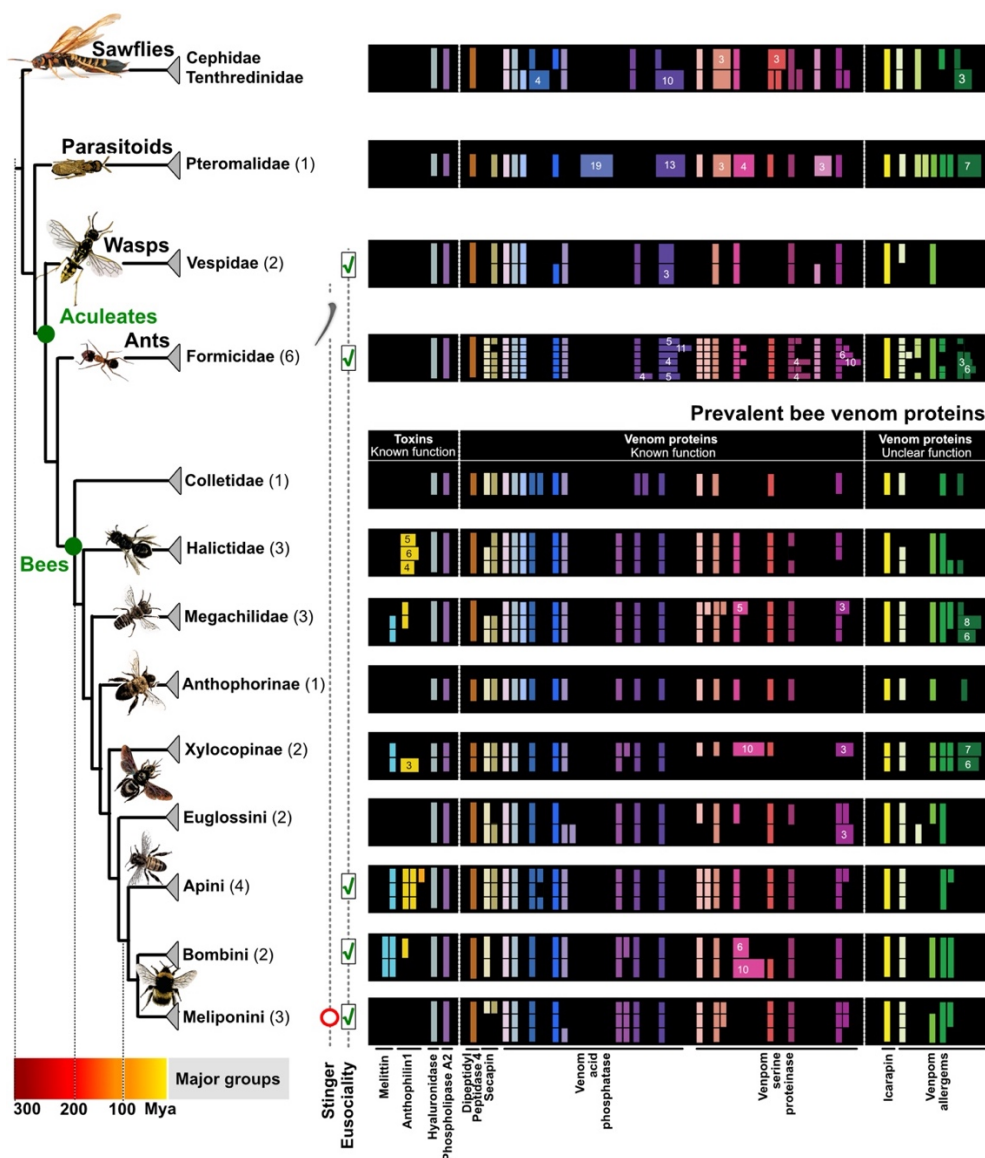 Sawflies
Cephidae
Tenthredinidae
3
3
4
10
3
Parasitoids
Pteromalidae (1)
19
13
3
4
3
7
Wasps
Vespidae (2)
√
3
Aculeates
Ants
Formicidae (6)
√
5
11
4
4
5
4
4
6
10
3
6
Prevalent bee venom proteins
Toxins
Known function
Venom proteins
Known function
Venom proteins
Unclear function
Colletidae (1)
Bees
Halictidae (3)
5
6
4
Megachilidae (3)
5
3
8
6
Anthophorinae (1)
Xylocopinae (2)
3
10
3
7
6
Euglossini (2)
3
Apini (4)
√
Bombini (2)
√
6
10
Meliponini (3)
√
Major groups
300 200 100 Mya
Stinger
Eusociality
Melittin
Anthophilin1
Hyaluronidase
Phospholipase A2
Dipeptidyl
Peptidase 4
Secapin
Venom
acid
phosphatase
Venpom
serine
proteinase
Icarapin
Venpom
allergems